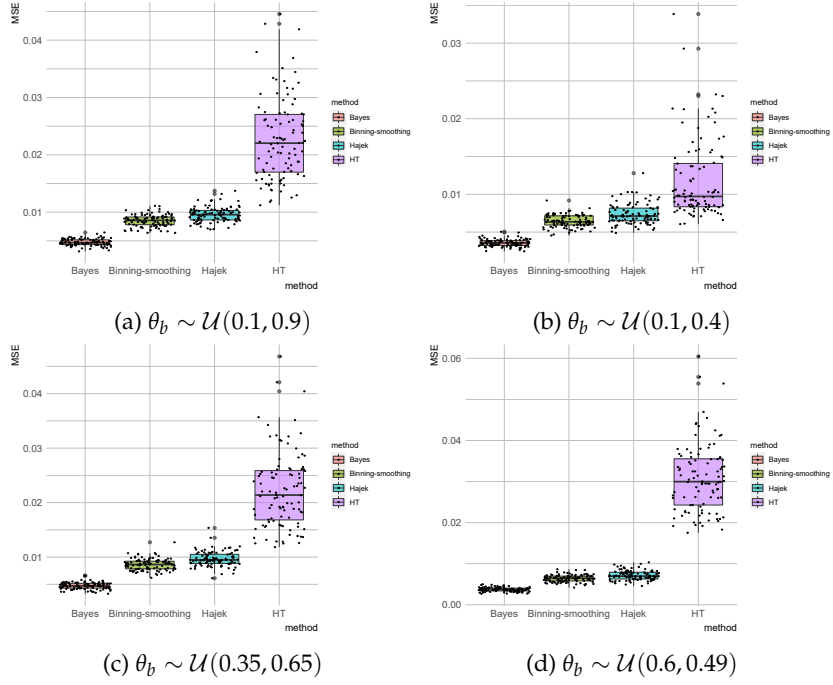 MSE
0.04
0.03
0.02
0.01
Bayes Binning-smoothing Hajek HT
method
method
Bayes
Binning-smoothing
Hajek
HT
(a) θ_b ∼ 𝒰(0.1, 0.9)
MSE
0.03
0.02
0.01
Bayes Binning-smoothing Hajek HT
method
method
Bayes
Binning-smoothing
Hajek
HT
(b) θ_b ∼ 𝒰(0.1, 0.4)
MSE
0.04
0.03
0.02
0.01
Bayes Binning-smoothing Hajek HT
method
method
Bayes
Binning-smoothing
Hajek
HT
(c) θ_b ∼ 𝒰(0.35, 0.65)
MSE
0.06
0.04
0.02
0.00
Bayes Binning-smoothing Hajek HT
method
method
Bayes
Binning-smoothing
Hajek
HT
(d) θ_b ∼ 𝒰(0.6, 0.49)